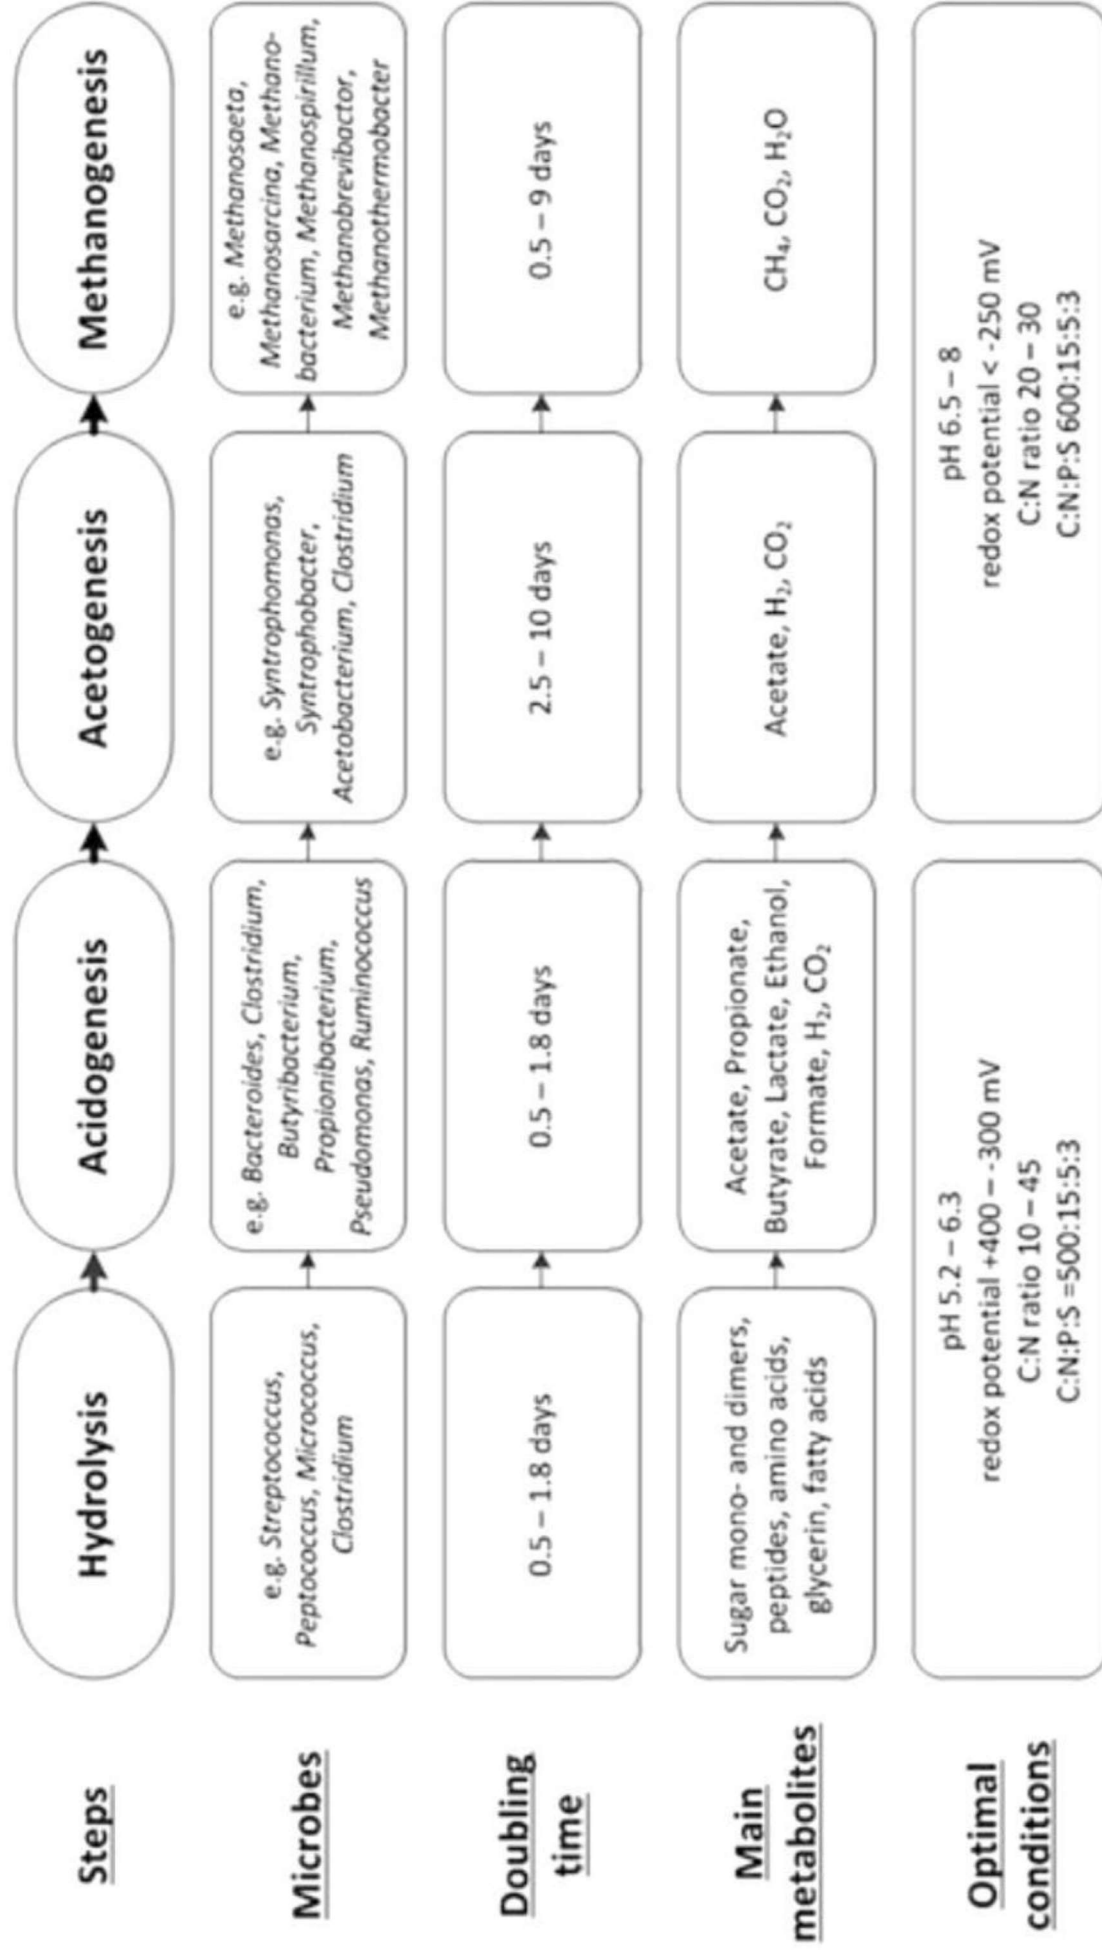 Steps
Hydrolysis
Acidogenesis
Acetogenesis
Methanogenesis
Microbes
e.g. Streptococcus,
Peptococcus, Micrococcus,
Clostridium
e.g. Bacteroides, Clostridium,
Butyribacterium,
Propionibacterium,
Pseudomonas, Ruminococcus
e.g. Syntrophomonas,
Syntrophobacter,
Acetobacterium, Clostridium
e.g. Methanosaeta,
Methanosarcina, Methano-
bacterium, Methanospirillum,
Methanobrevibactor,
Methanothermobacter
Doubling
time
0.5 – 1.8 days
0.5 – 1.8 days
2.5 – 10 days
0.5 – 9 days
Main
metabolites
Sugar mono- and dimers,
peptides, amino acids,
glycerin, fatty acids
Acetate, Propionate,
Butyrate, Lactate, Ethanol,
Formate, H₂, CO₂
Acetate, H₂, CO₂
CH₄, CO₂, H₂O
Optimal
conditions
pH 5.2 – 6.3
redox potential +400 – -300 mV
C:N ratio 10 – 45
C:N:P:S =500:15:5:3
pH 6.5 – 8
redox potential < -250 mV
C:N ratio 20 – 30
C:N:P:S 600:15:5:3